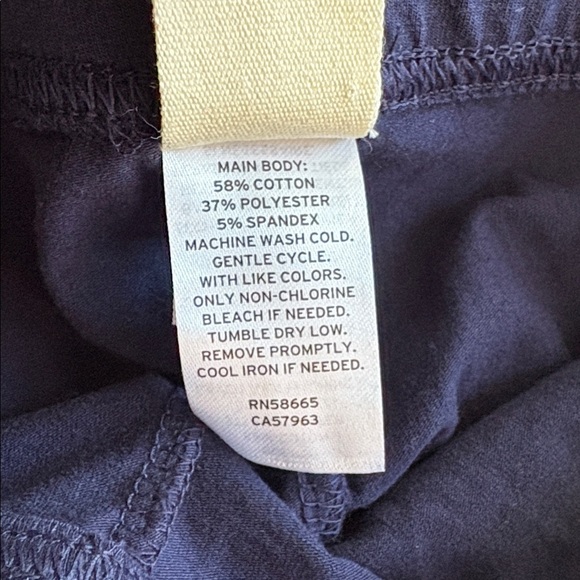 MAIN BODY:
58% COTTON
37% POLYESTER
5% SPANDEX
MACHINE WASH COLD.
GENTLE CYCLE.
WITH LIKE COLORS.
ONLY NON-CHLORINE
BLEACH IF NEEDED.
TUMBLE DRY LOW.
REMOVE PROMPTLY.
COOL IRON IF NEEDED.
RN58665
CA57963